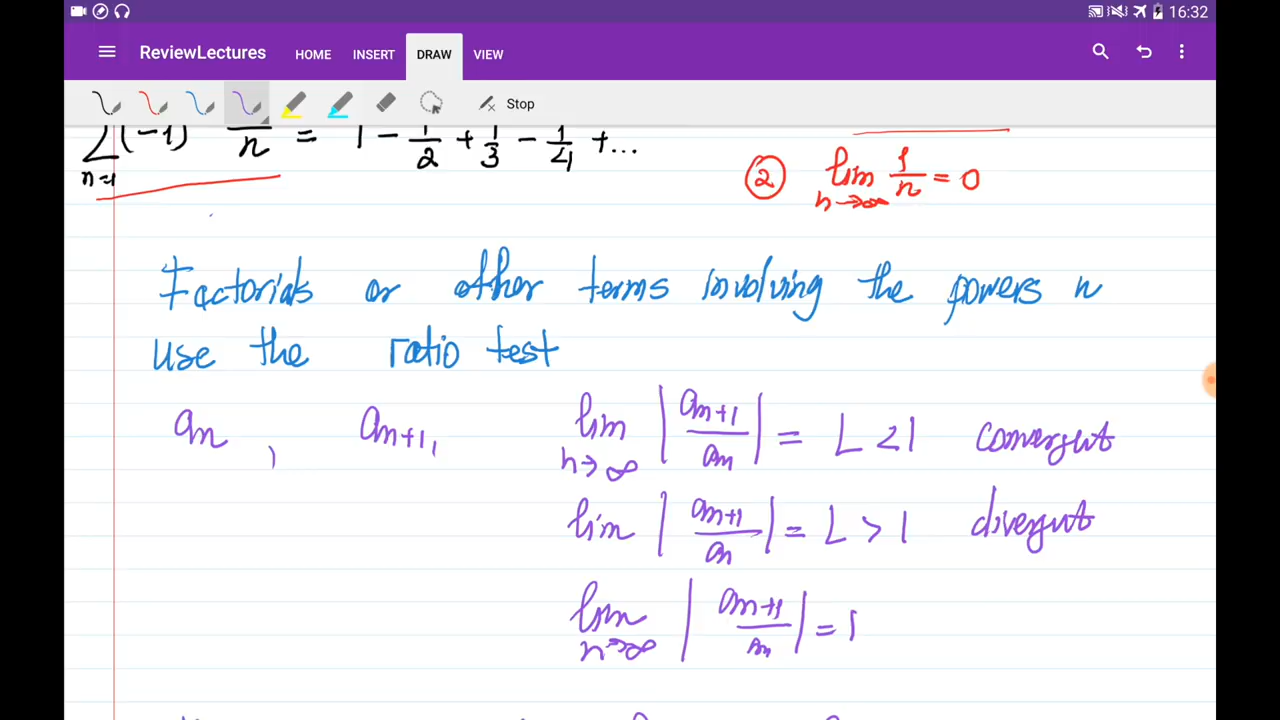 16:32
ReviewLectures HOME INSERT DRAW VIEW
Stop
∑ (-1) /n = 1 - 1/2 + 1/3 - 1/4 + ...
n=1
② lim 1/n = 0
n→∞
Factorials or other terms involving the powers n
use the ratio test
an , an+1, lim |an+1/an| = L <1 convergent
n→∞
lim |an+1/an| = L > 1 divergent
lim |an+1/an| = 1
n→∞